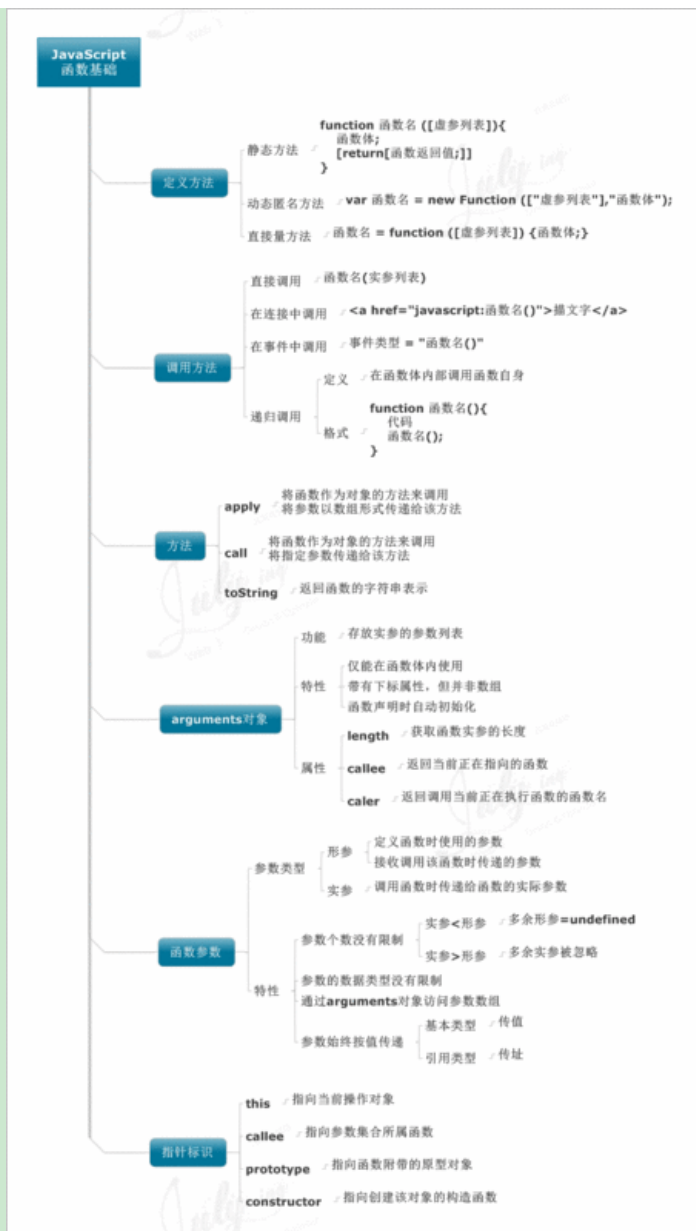 JavaScript
函数基础
定义方法
静态方法
function 函数名 ([虚参列表]){
函数体;
[return[函数返回值;]]
}
动态匿名方法
var 函数名 = new Function (["虚参列表"],"函数体");
直接量方法
函数名 = function ([虚参列表]) {函数体;}
调用方法
直接调用
函数名(实参列表)
在连接中调用
<a href="javascript:函数名()">描文字</a>
在事件中调用
事件类型 = "函数名()"
递归调用
定义
在函数体内部调用函数自身
格式
function 函数名(){
代码
函数名();
}
方法
apply
将函数作为对象的方法来调用
将参数以数组形式传递给该方法
call
将函数作为对象的方法来调用
将指定参数传递给该方法
toString
返回函数的字符串表示
arguments对象
功能
存放实参的参数列表
特性
仅能在函数体内使用
带有下标属性，但并非数组
函数声明时自动初始化
属性
length
获取函数实参的长度
callee
返回当前正在指向的函数
caler
返回调用当前正在执行函数的函数名
函数参数
参数类型
形参
定义函数时使用的参数
接收调用该函数时传递的参数
实参
调用函数时传递给函数的实际参数
特性
参数个数没有限制
实参<形参
多余形参=undefined
实参>形参
多余实参被忽略
参数的数据类型没有限制
通过arguments对象访问参数数组
参数始终按值传递
基本类型
传值
引用类型
传址
指针标识
this
指向当前操作对象
callee
指向参数集合所属函数
prototype
指向函数附带的原型对象
constructor
指向创建该对象的构造函数